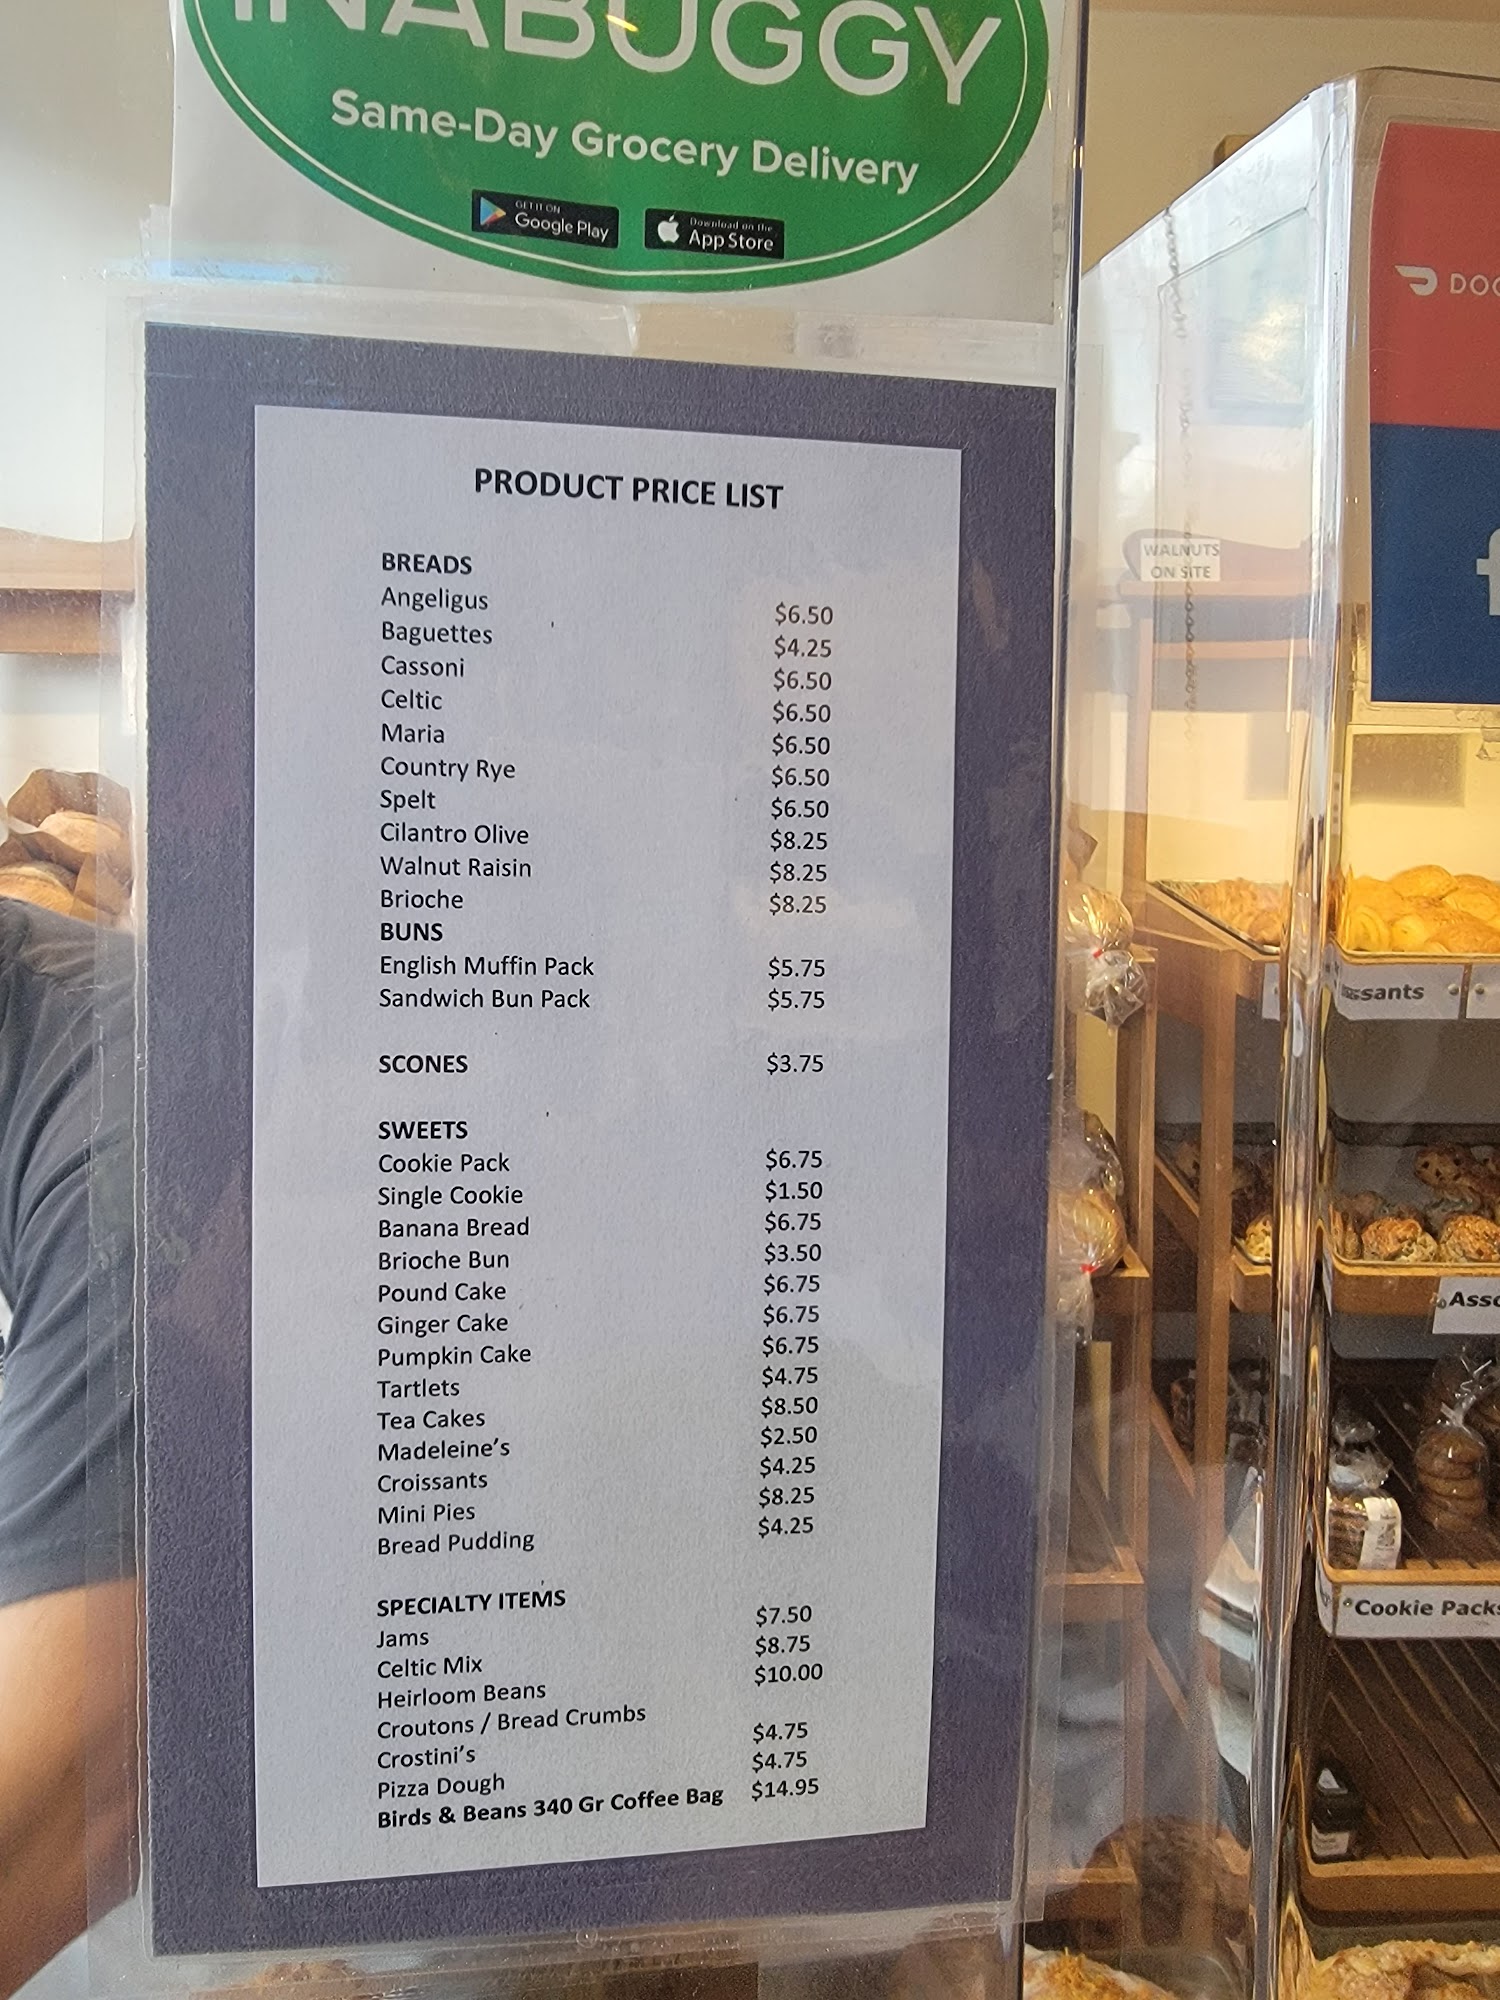 INABUGGY
Same-Day Grocery Delivery
GET IT ON
Google Play
Download on the
App Store
PRODUCT PRICE LIST
BREADS
Angeligus $6.50
Baguettes $4.25
Cassoni $6.50
Celtic $6.50
Maria $6.50
Country Rye $6.50
Spelt $6.50
Cilantro Olive $8.25
Walnut Raisin $8.25
Brioche $8.25
BUNS
English Muffin Pack $5.75
Sandwich Bun Pack $5.75
SCONES $3.75
SWEETS
Cookie Pack $6.75
Single Cookie $1.50
Banana Bread $6.75
Brioche Bun $3.50
Pound Cake $6.75
Ginger Cake $6.75
Pumpkin Cake $6.75
Tartlets $4.75
Tea Cakes $8.50
Madeleine's $2.50
Croissants $4.25
Mini Pies $8.25
Bread Pudding $4.25
SPECIALTY ITEMS
Jams $7.50
Celtic Mix $8.75
Heirloom Beans $10.00
Croutons / Bread Crumbs
Crostini's $4.75
Pizza Dough $4.75
Birds & Beans 340 Gr Coffee Bag $14.95
WALNUTS
ON SITE
Cookie Packs